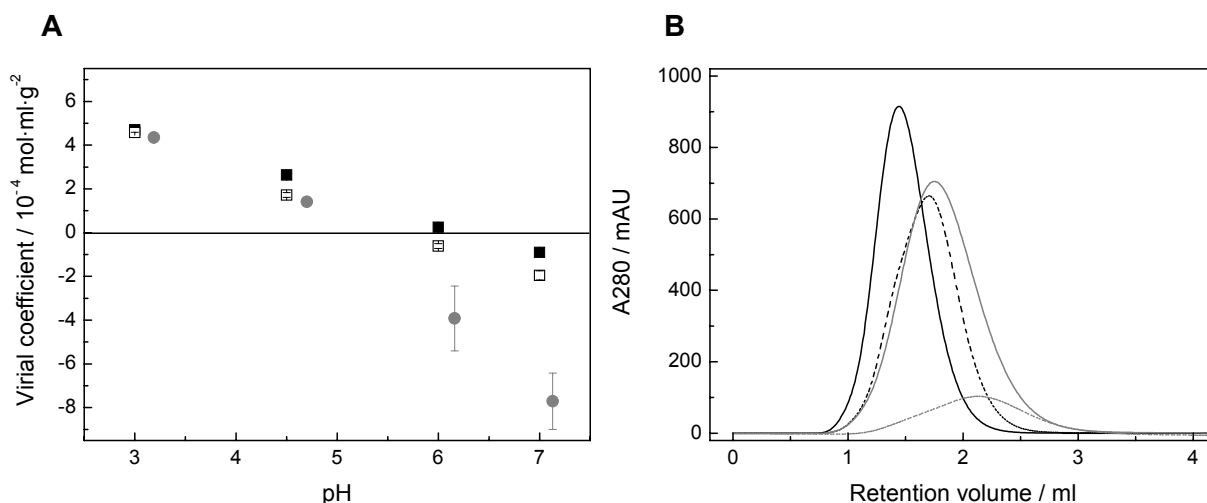 A
Virial coefficient / 10⁻⁴ mol·ml·g⁻²
6
4
2
0
-2
-4
-6
-8
3 4 5 6 7
pH
B
A280 / mAU
1000
800
600
400
200
0
0 1 2 3 4
Retention volume / ml